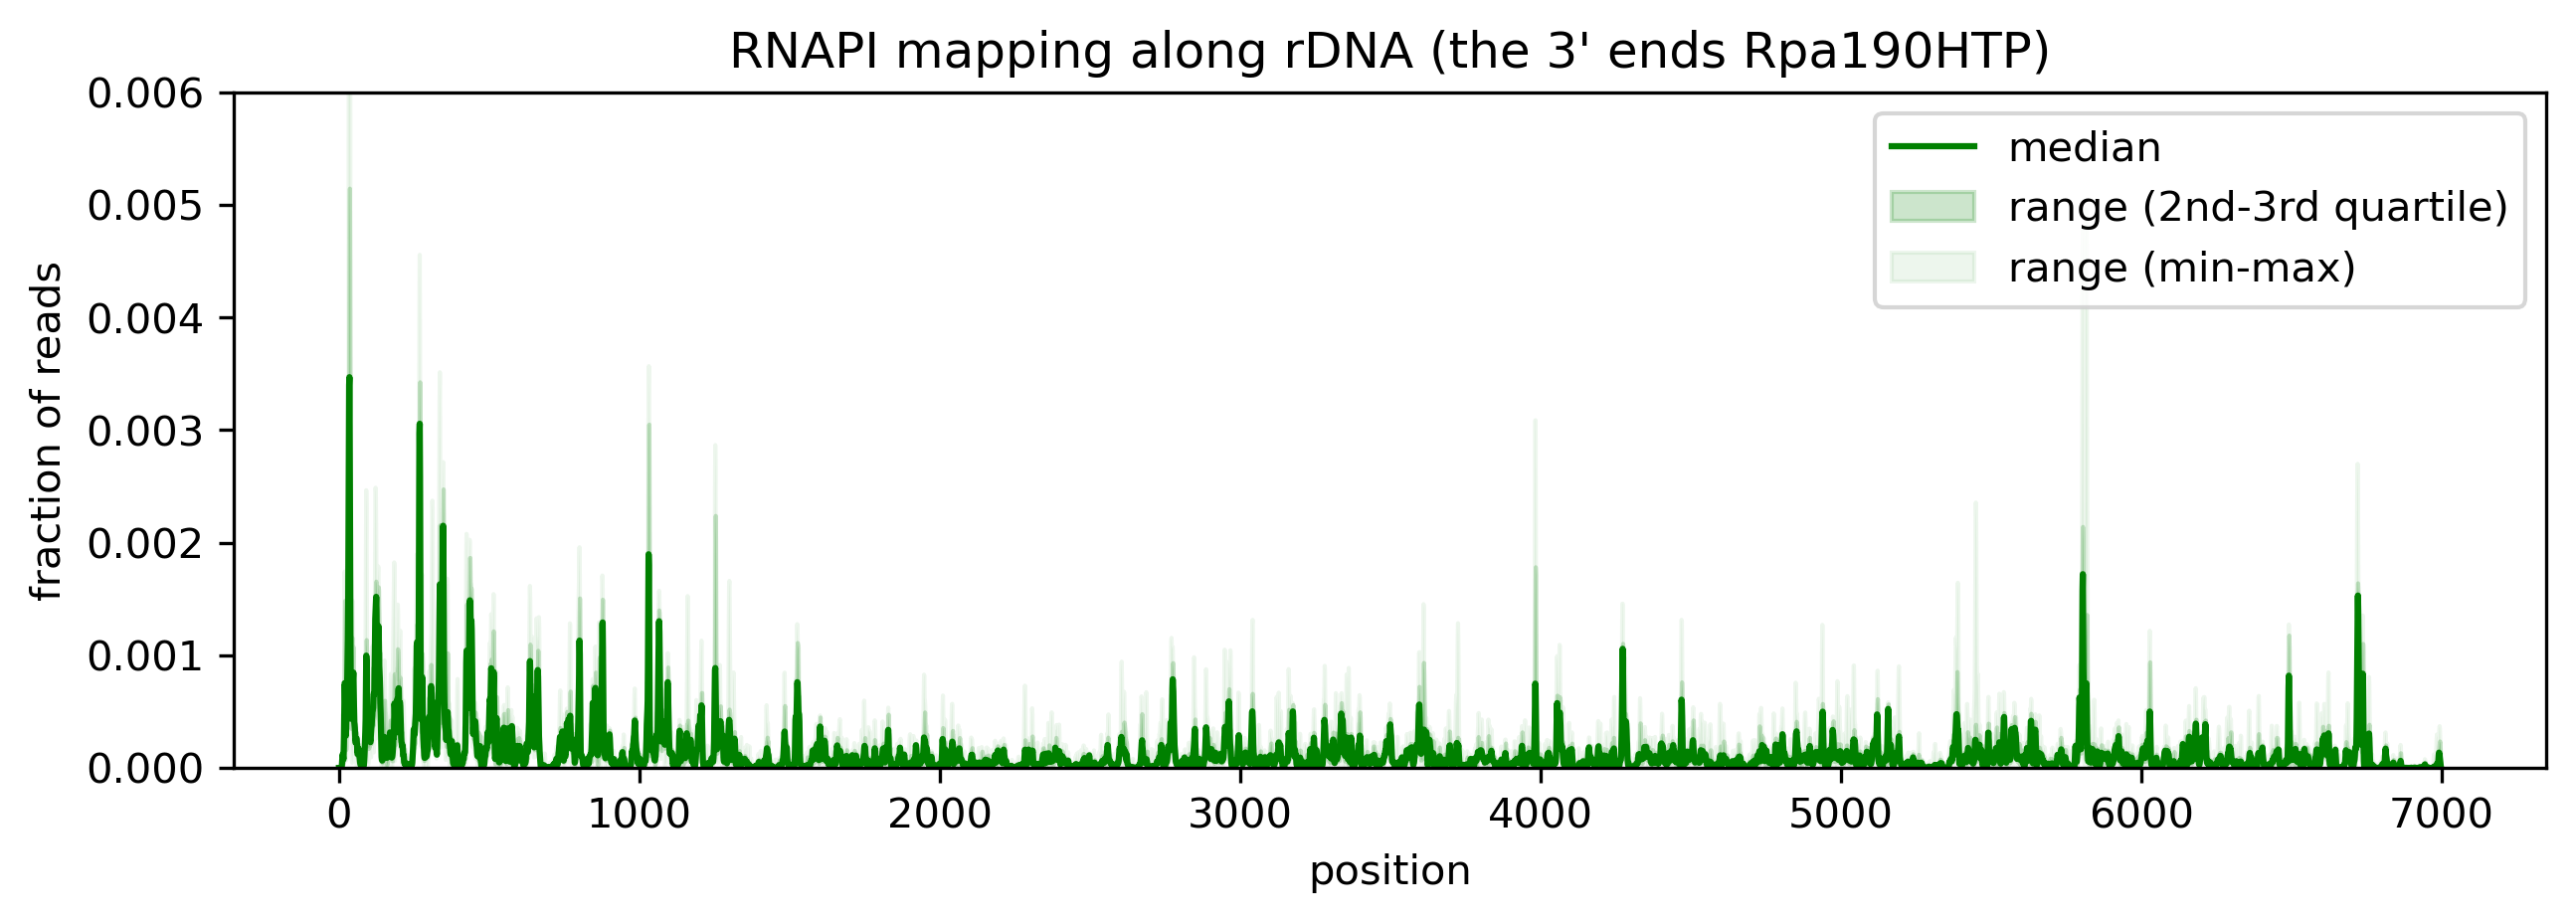 RNAPI mapping along rDNA (the 3' ends Rpa190HTP)
fraction of reads
0.006
0.005
0.004
0.003
0.002
0.001
0.000
median
range (2nd-3rd quartile)
range (min-max)
0 1000 2000 3000 4000 5000 6000 7000
position